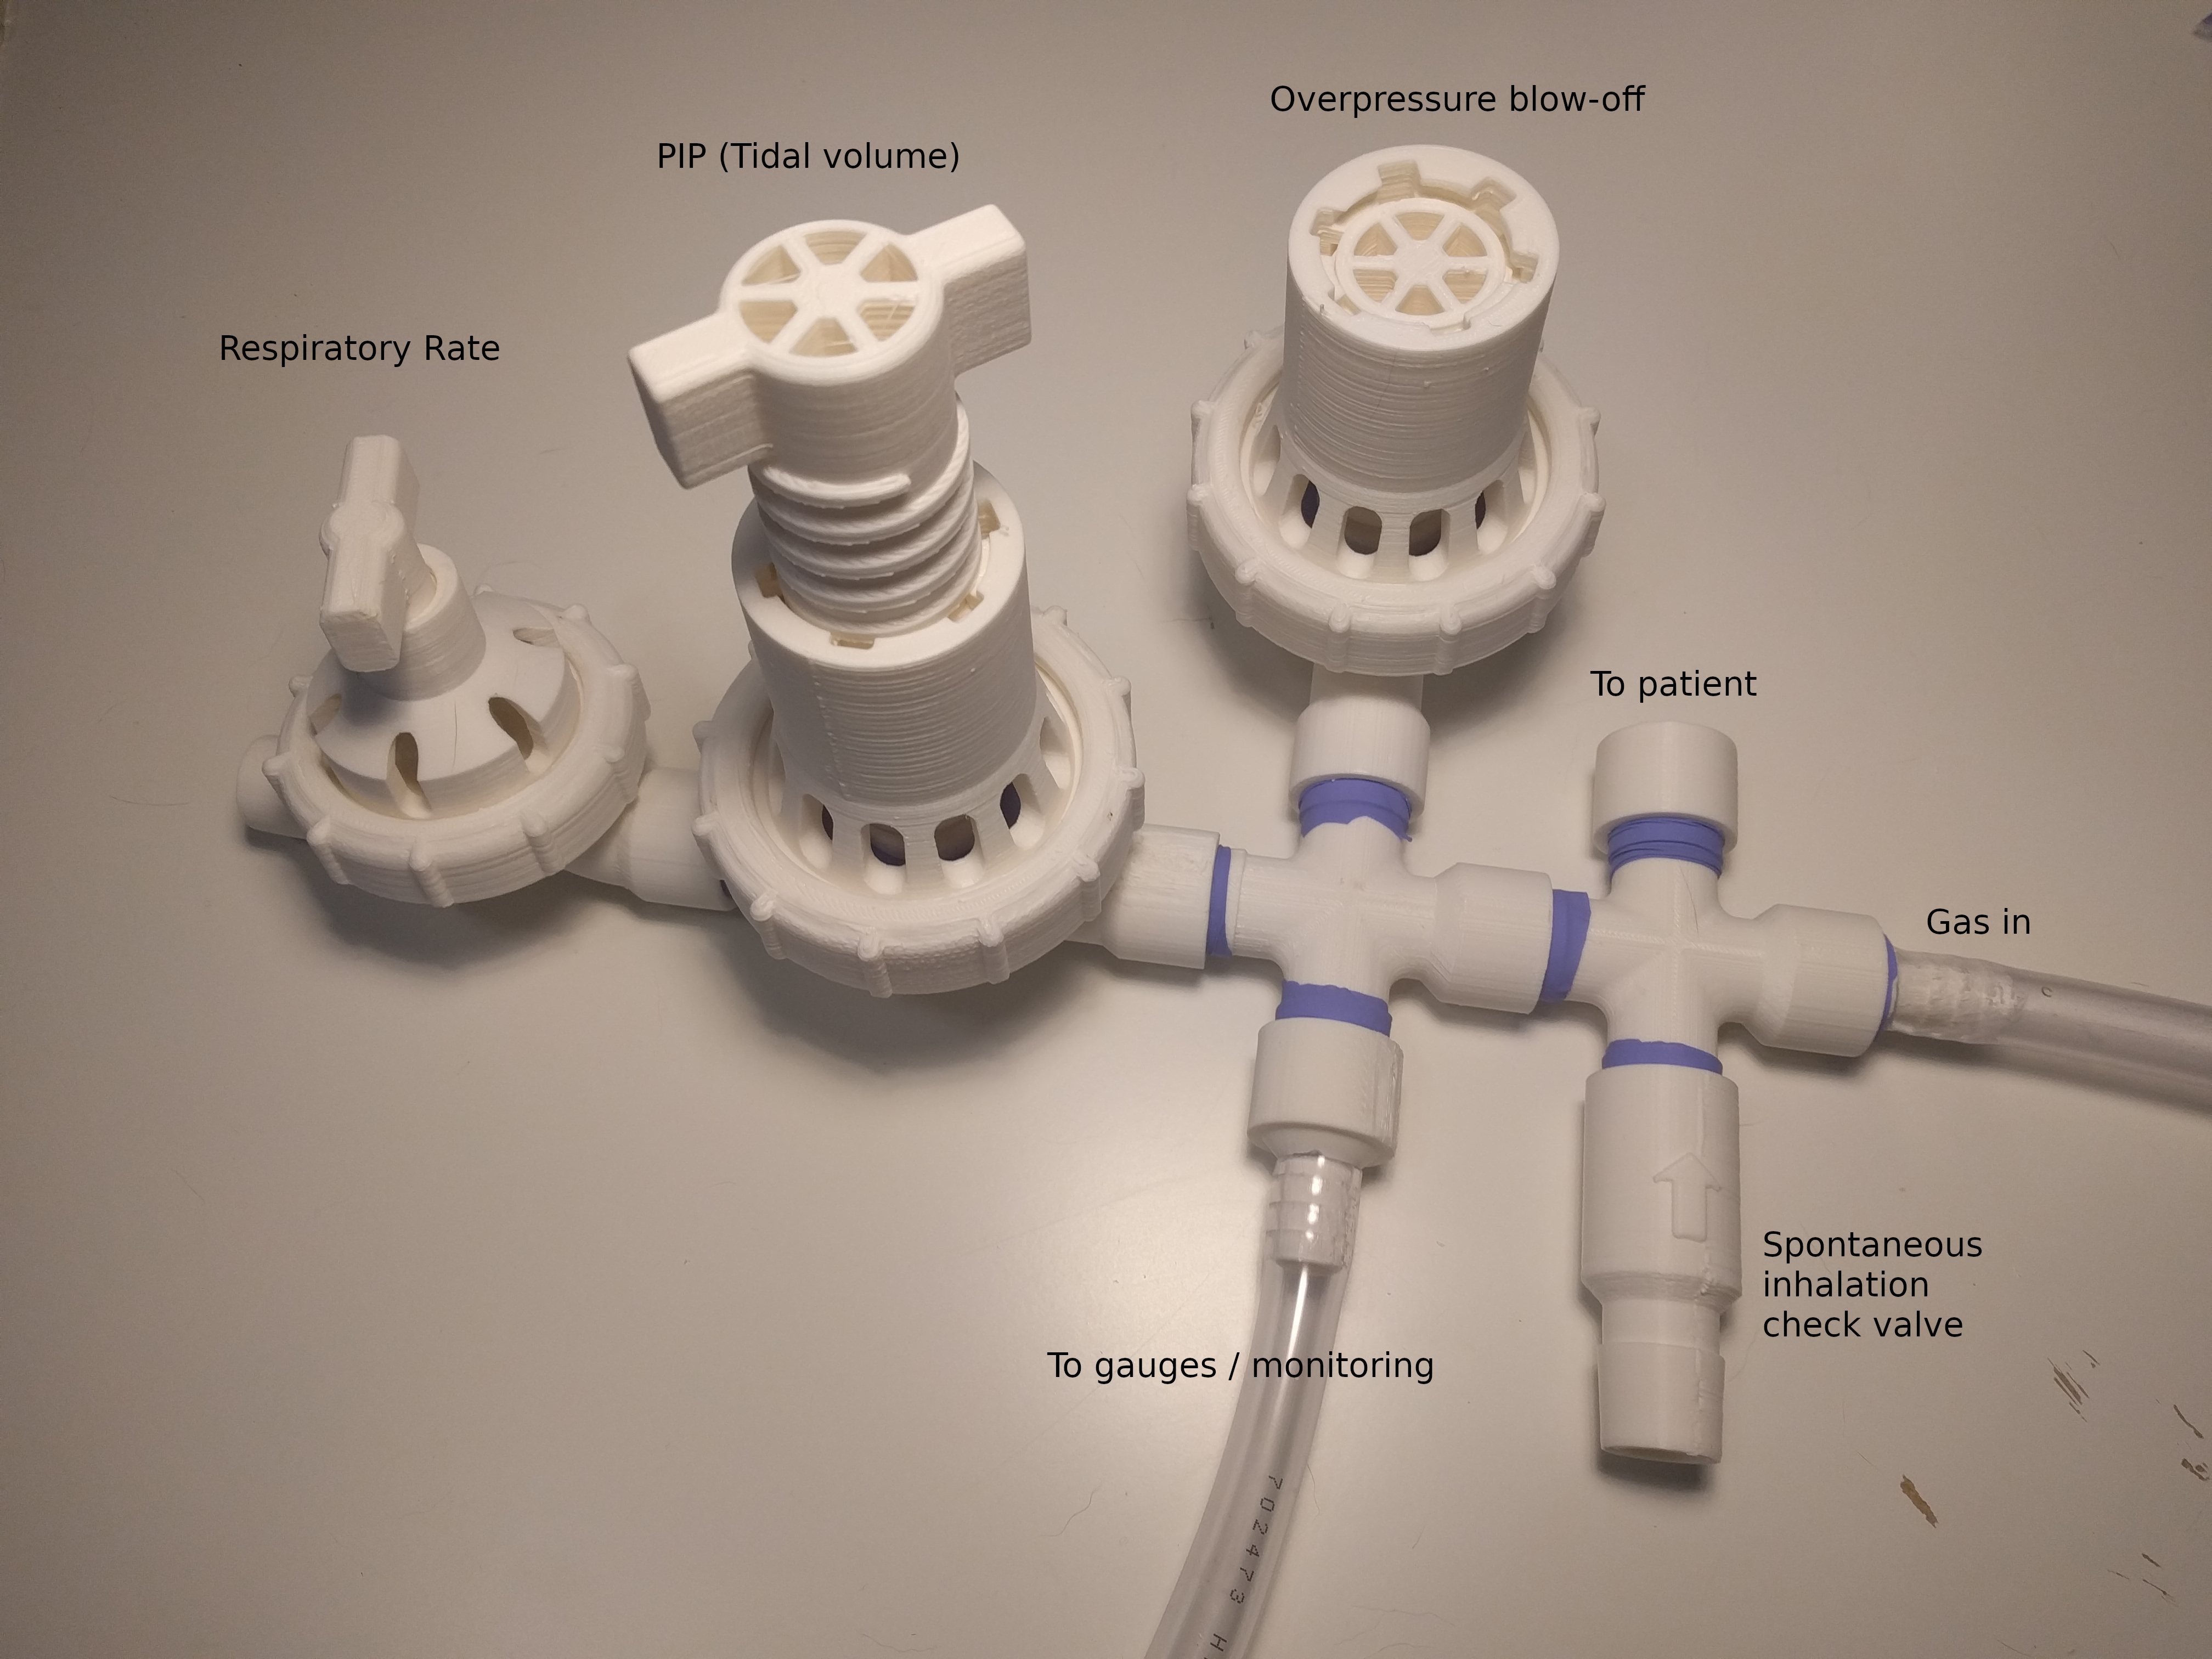 Overpressure blow-off
PIP (Tidal volume)
Respiratory Rate
To patient
Gas in
Spontaneous
inhalation
check valve
To gauges / monitoring
702473 H